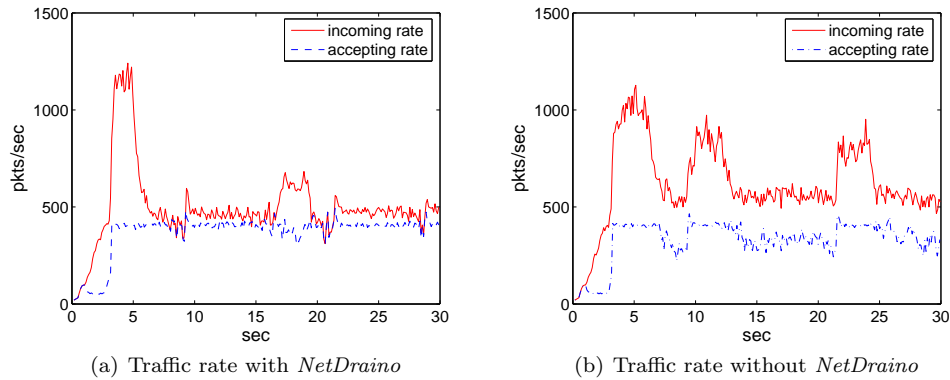 1500
1000
500
0
pkts/sec
0 5 10 15 20 25 30
sec
incoming rate
accepting rate
(a) Traffic rate with NetDraino
1500
1000
500
0
pkts/sec
0 5 10 15 20 25 30
sec
incoming rate
accepting rate
(b) Traffic rate without NetDraino